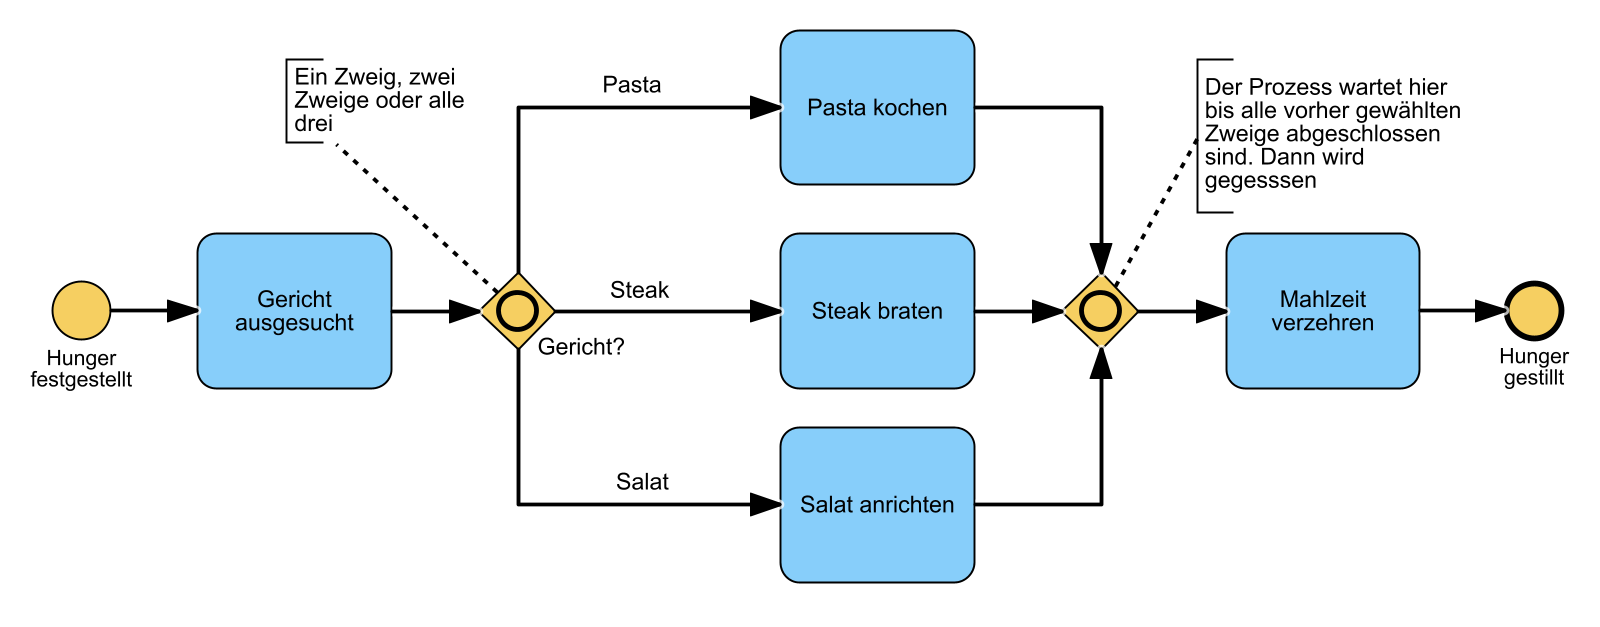 Ein Zweig, zwei
Zweige oder alle
drei
Pasta
Pasta kochen
Der Prozess wartet hier
bis alle vorher gewählten
Zweige abgeschlossen
sind. Dann wird
gegesssen
Hunger
festgestellt
Gericht
ausgesucht
Gericht?
Steak
Steak braten
Mahlzeit
verzehren
Hunger
gestillt
Salat
Salat anrichten